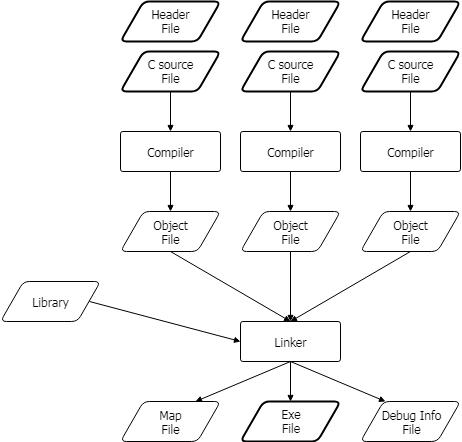 Header
File
Header
File
Header
File
C source
File
C source
File
C source
File
Compiler
Compiler
Compiler
Object
File
Object
File
Object
File
Library
Linker
Map
File
Exe
File
Debug Info
File